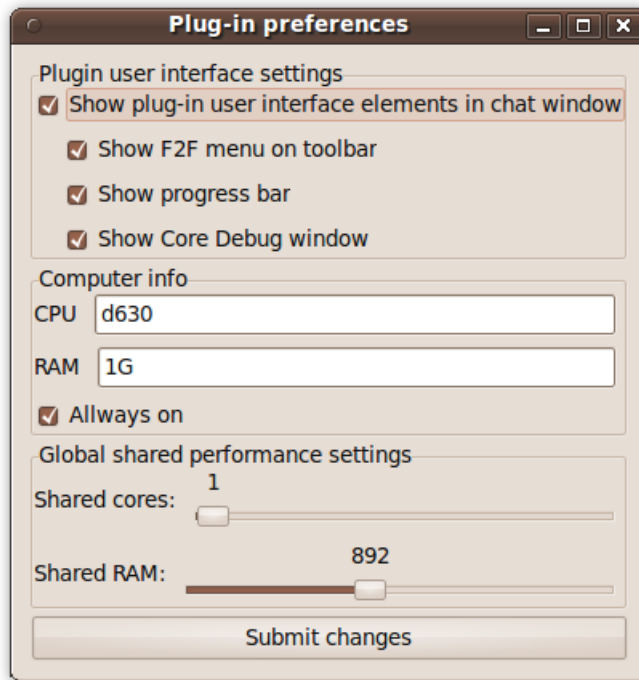 Plug-in preferences
Plugin user interface settings
Show plug-in user interface elements in chat window
Show F2F menu on toolbar
Show progress bar
Show Core Debug window
Computer info
CPU d630
RAM 1G
Allways on
Global shared performance settings
1
Shared cores:
892
Shared RAM:
Submit changes